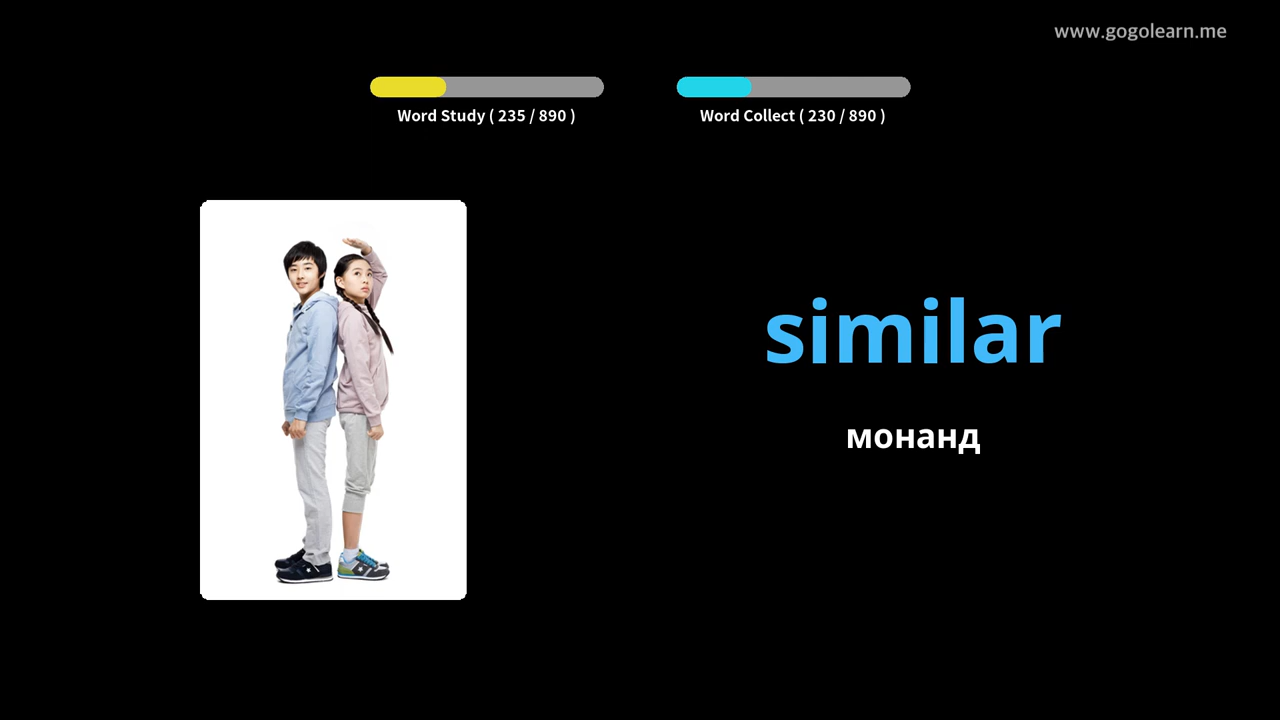 www.gogolearn.me
Word Study ( 235 / 890 )
Word Collect ( 230 / 890 )
similar
монанд